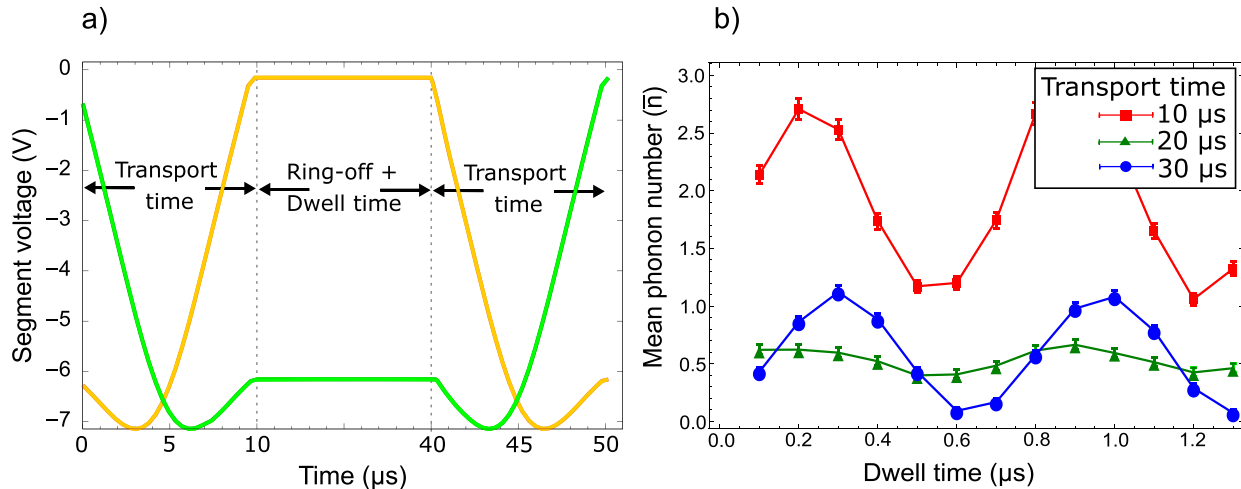 a)
Segment voltage (V)
0
−1
−2
−3
−4
−5
−6
−7
Transport
time
Ring-off +
Dwell time
Transport
time
0
5
10
40
45
50
Time (μs)
b)
Mean phonon number (n̅)
3.0
2.5
2.0
1.5
1.0
0.5
0.0
Transport time
10 μs
20 μs
30 μs
0.0
0.2
0.4
0.6
0.8
1.0
1.2
Dwell time (μs)